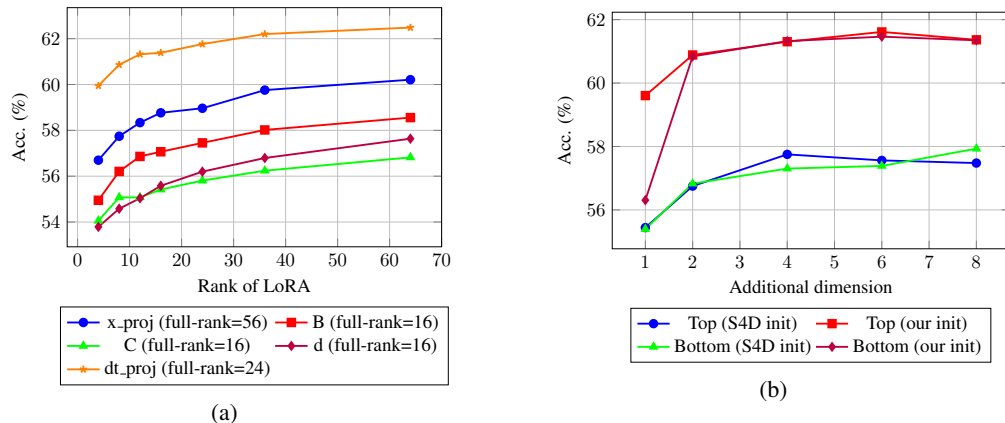 62
60
58
56
54
Acc. (%)
0 10 20 30 40 50 60 70
Rank of LoRA
x_proj (full-rank=56) B (full-rank=16)
C (full-rank=16) d (full-rank=16)
dt_proj (full-rank=24)
(a)
62
60
58
56
Acc. (%)
1 2 3 4 5 6 7 8
Additional dimension
Top (S4D init) Top (our init)
Bottom (S4D init) Bottom (our init)
(b)